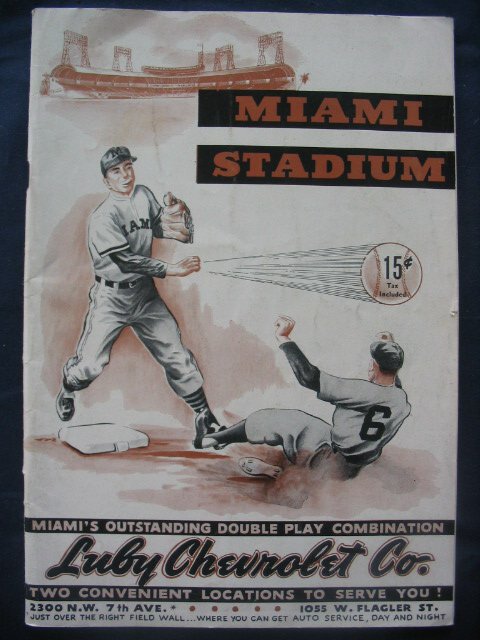 MIAMI
STADIUM
15¢
Tax
Included
IAMI
6
MIAMI'S OUTSTANDING DOUBLE PLAY COMBINATION
Luby Chevrolet Co.
TWO CONVENIENT LOCATIONS TO SERVE YOU !
2300 N.W. 7th AVE.* • • • • • 1055 W. FLAGLER ST.
JUST OVER THE RIGHT FIELD WALL...WHERE YOU CAN GET AUTO SERVICE, DAY AND NIGHT